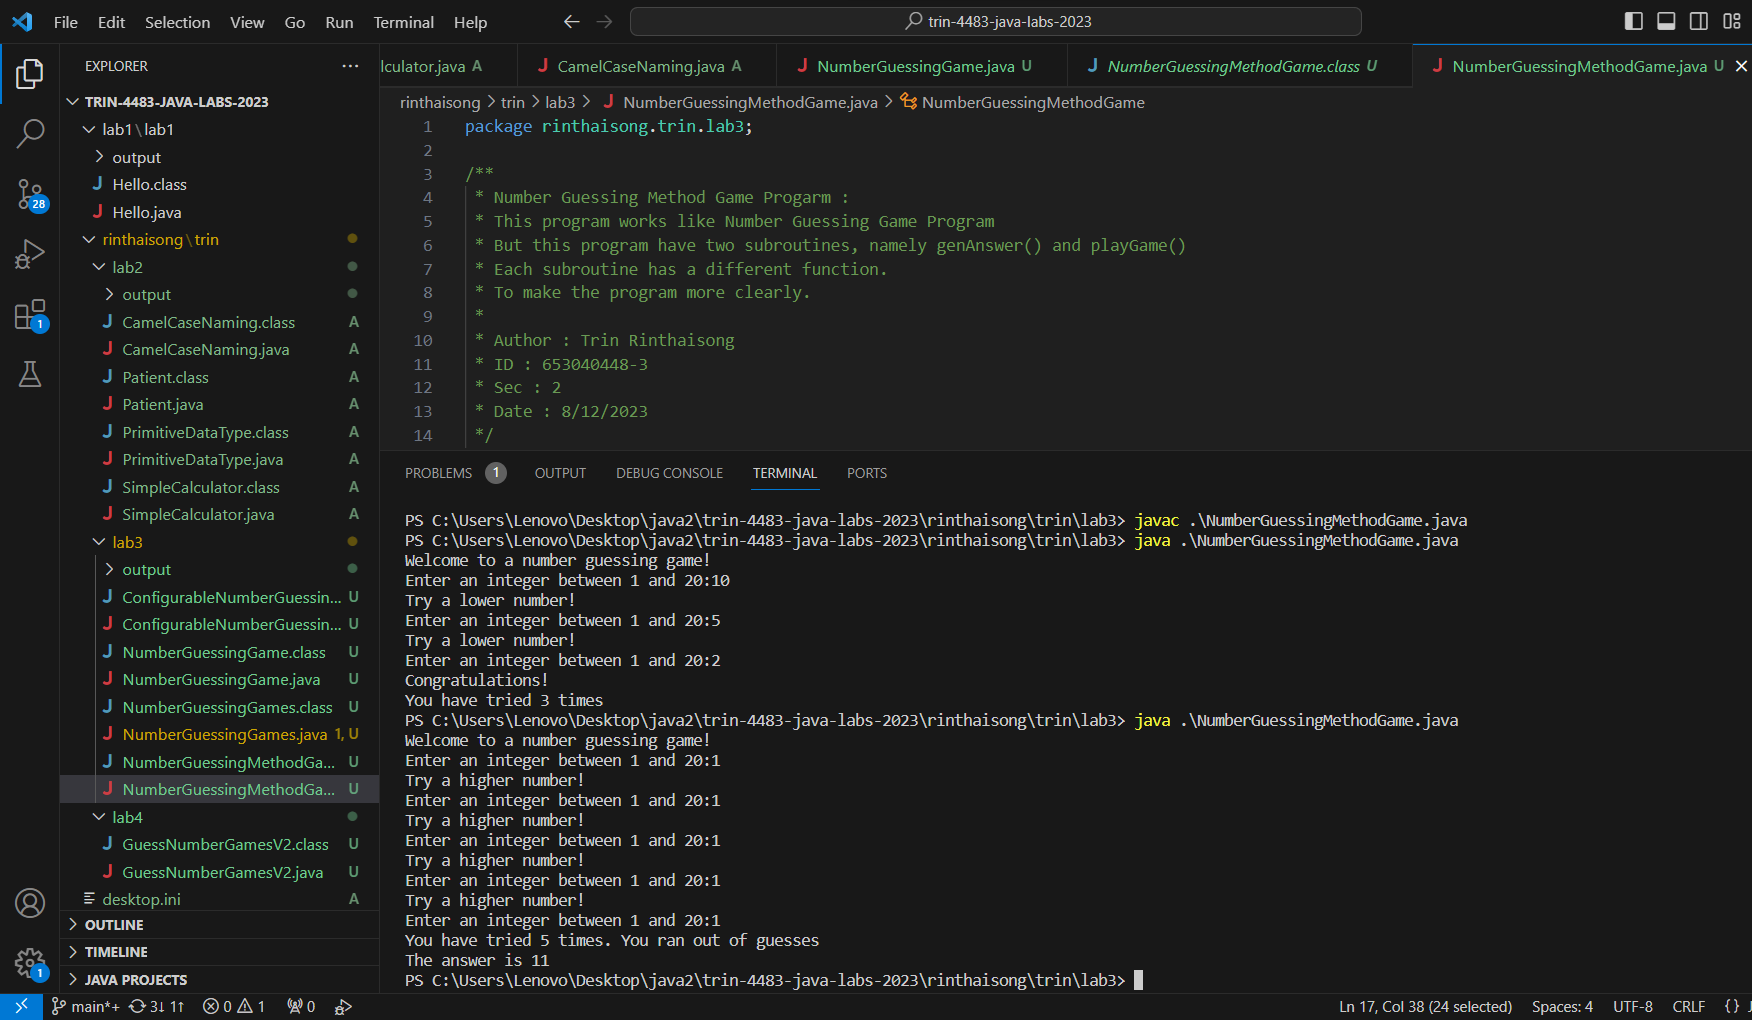 File Edit Selection View Go Run Terminal Help
trin-4483-java-labs-2023
EXPLORER
TRIN-4483-JAVA-LABS-2023
lab1\lab1
output
Hello.class
Hello.java
rinthaisong\trin
lab2
output
CamelCaseNaming.class A
CamelCaseNaming.java A
Patient.class A
Patient.java A
PrimitiveDataType.class A
PrimitiveDataType.java A
SimpleCalculator.class A
SimpleCalculator.java A
lab3
output
ConfigurableNumberGuessin... U
ConfigurableNumberGuessin... U
NumberGuessingGame.class U
NumberGuessingGame.java U
NumberGuessingGames.class U
NumberGuessingGames.java 1, U
NumberGuessingMethodGa... U
NumberGuessingMethodGa... U
lab4
GuessNumberGamesV2.class U
GuessNumberGamesV2.java U
desktop.ini A
OUTLINE
TIMELINE
JAVA PROJECTS
28
1
1
lculator.java A CamelCaseNaming.java A NumberGuessingGame.java U NumberGuessingMethodGame.class U NumberGuessingMethodGame.java U
rinthaisong > trin > lab3 > NumberGuessingMethodGame.java > NumberGuessingMethodGame
1 package rinthaisong.trin.lab3;
2
3 /**
4 * Number Guessing Method Game Progarm :
5 * This program works like Number Guessing Game Program
6 * But this program have two subroutines, namely genAnswer() and playGame()
7 * Each subroutine has a different function.
8 * To make the program more clearly.
9 *
10 * Author : Trin Rinthaisong
11 * ID : 653040448-3
12 * Sec : 2
13 * Date : 8/12/2023
14 */
PROBLEMS 1 OUTPUT DEBUG CONSOLE TERMINAL PORTS
PS C:\Users\Lenovo\Desktop\java2\trin-4483-java-labs-2023\rinthaisong\trin\lab3> javac .\NumberGuessingMethodGame.java
PS C:\Users\Lenovo\Desktop\java2\trin-4483-java-labs-2023\rinthaisong\trin\lab3> java .\NumberGuessingMethodGame.java
Welcome to a number guessing game!
Enter an integer between 1 and 20:10
Try a lower number!
Enter an integer between 1 and 20:5
Try a lower number!
Enter an integer between 1 and 20:2
Congratulations!
You have tried 3 times
PS C:\Users\Lenovo\Desktop\java2\trin-4483-java-labs-2023\rinthaisong\trin\lab3> java .\NumberGuessingMethodGame.java
Welcome to a number guessing game!
Enter an integer between 1 and 20:1
Try a higher number!
Enter an integer between 1 and 20:1
Try a higher number!
Enter an integer between 1 and 20:1
Try a higher number!
Enter an integer between 1 and 20:1
Try a higher number!
Enter an integer between 1 and 20:1
You have tried 5 times. You ran out of guesses
The answer is 11
PS C:\Users\Lenovo\Desktop\java2\trin-4483-java-labs-2023\rinthaisong\trin\lab3>
main*+ 3↓ 1↑ 0 1 0 Ln 17, Col 38 (24 selected) Spaces: 4 UTF-8 CRLF {} J